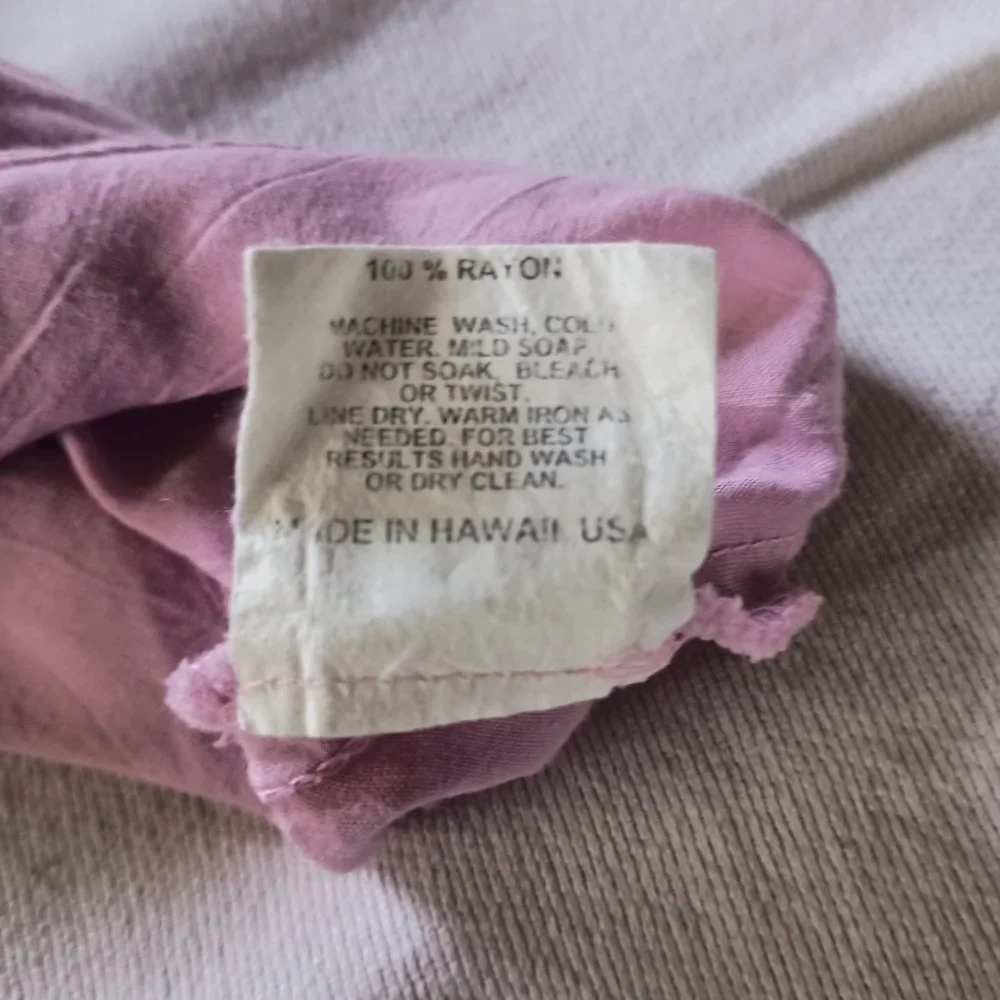 100 % RAYON
MACHINE WASH, COLD
WATER. MILD SOAP
DO NOT SOAK, BLEACH
OR TWIST.
LINE DRY. WARM IRON AS
NEEDED. FOR BEST
RESULTS HAND WASH
OR DRY CLEAN.
MADE IN HAWAII, USA